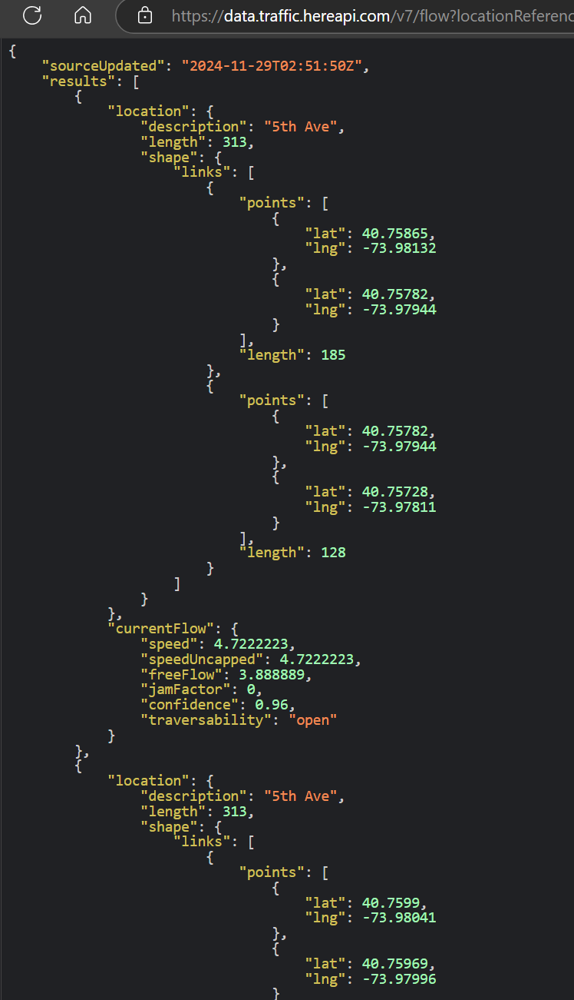 https://data.traffic.hereapi.com/v7/flow?locationReferenc
{
    "sourceUpdated": "2024-11-29T02:51:50Z",
    "results": [
        {
            "location": {
                "description": "5th Ave",
                "length": 313,
                "shape": {
                    "links": [
                        {
                            "points": [
                                {
                                    "lat": 40.75865,
                                    "lng": -73.98132
                                },
                                {
                                    "lat": 40.75782,
                                    "lng": -73.97944
                                }
                            ],
                            "length": 185
                        },
                        {
                            "points": [
                                {
                                    "lat": 40.75782,
                                    "lng": -73.97944
                                },
                                {
                                    "lat": 40.75728,
                                    "lng": -73.97811
                                }
                            ],
                            "length": 128
                        }
                    ]
                }
            },
            "currentFlow": {
                "speed": 4.7222223,
                "speedUncapped": 4.7222223,
                "freeFlow": 3.888889,
                "jamFactor": 0,
                "confidence": 0.96,
                "traversability": "open"
            }
        },
        {
            "location": {
                "description": "5th Ave",
                "length": 313,
                "shape": {
                    "links": [
                        {
                            "points": [
                                {
                                    "lat": 40.7599,
                                    "lng": -73.98041
                                },
                                {
                                    "lat": 40.75969,
                                    "lng": -73.97996
                                }